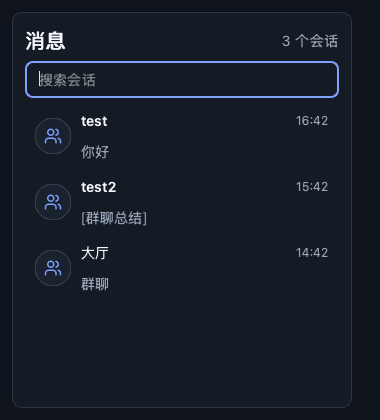 消息 3 个会话
搜索会话
test 16:42
你好
test2 15:42
[群聊总结]
大厅 14:42
群聊